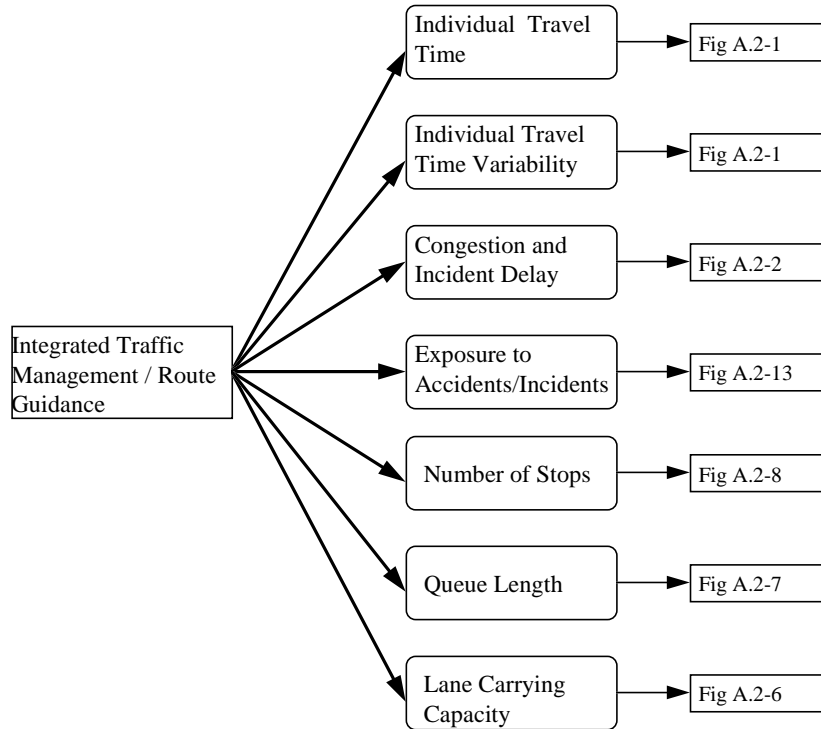 Individual Travel
Time
Fig A.2-1
Individual Travel
Time Variability
Fig A.2-1
Congestion and
Incident Delay
Fig A.2-2
Integrated Traffic
Management / Route
Guidance
Exposure to
Accidents/Incidents
Fig A.2-13
Number of Stops
Fig A.2-8
Queue Length
Fig A.2-7
Lane Carrying
Capacity
Fig A.2-6